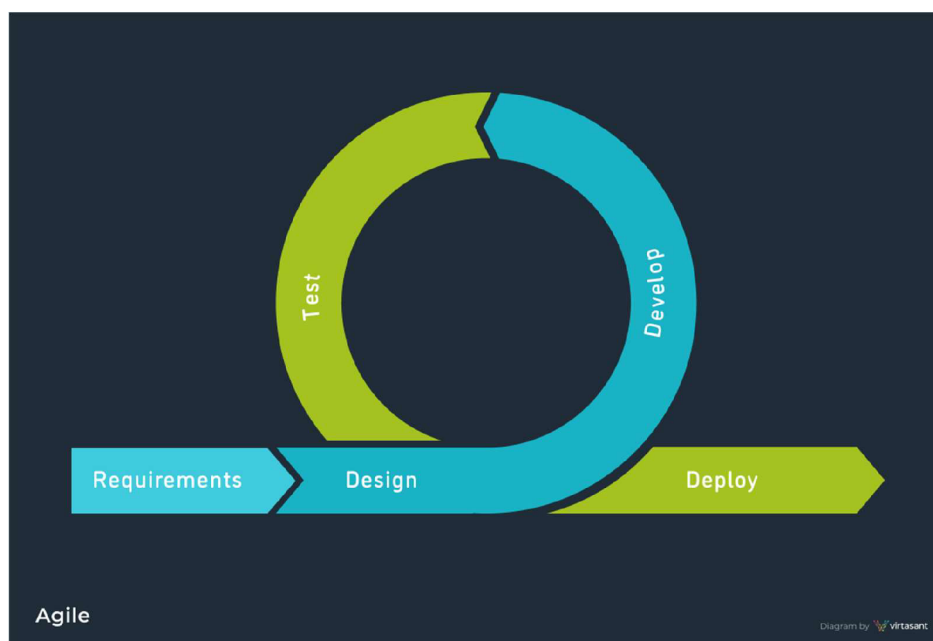 Test
Develop
Requirements
Design
Deploy
Agile
Diagram by virtasant